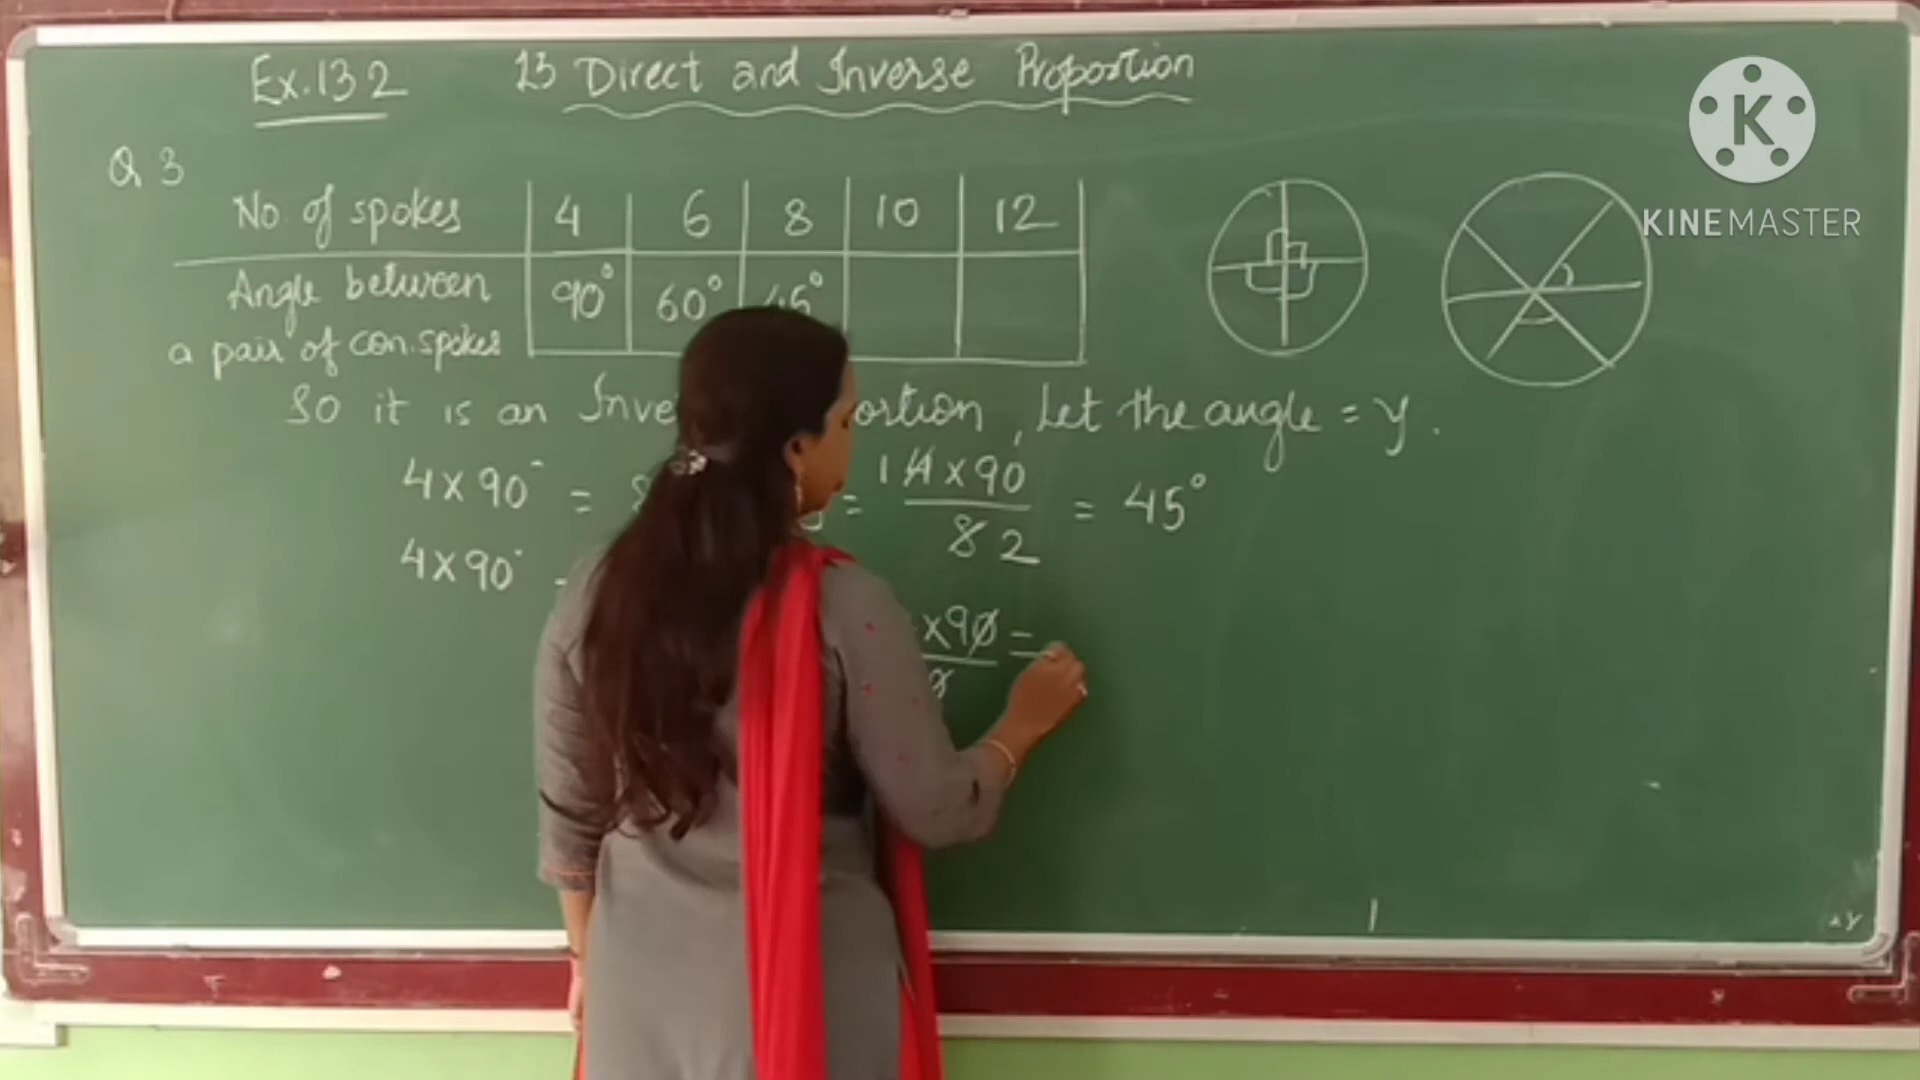 Ex.13 2 13 Direct and Inverse Proportion
Q 3
No. of spokes 4 6 8 10 12
Angle between 90° 60° 45°
a pair of con. spokes
So it is an Inve ortion, Let the angle = y.
4 x 90° = 8 = 1 4 x 90 / 8 2 = 45°
4 x 90°
x 90 =
K
KINEMASTER